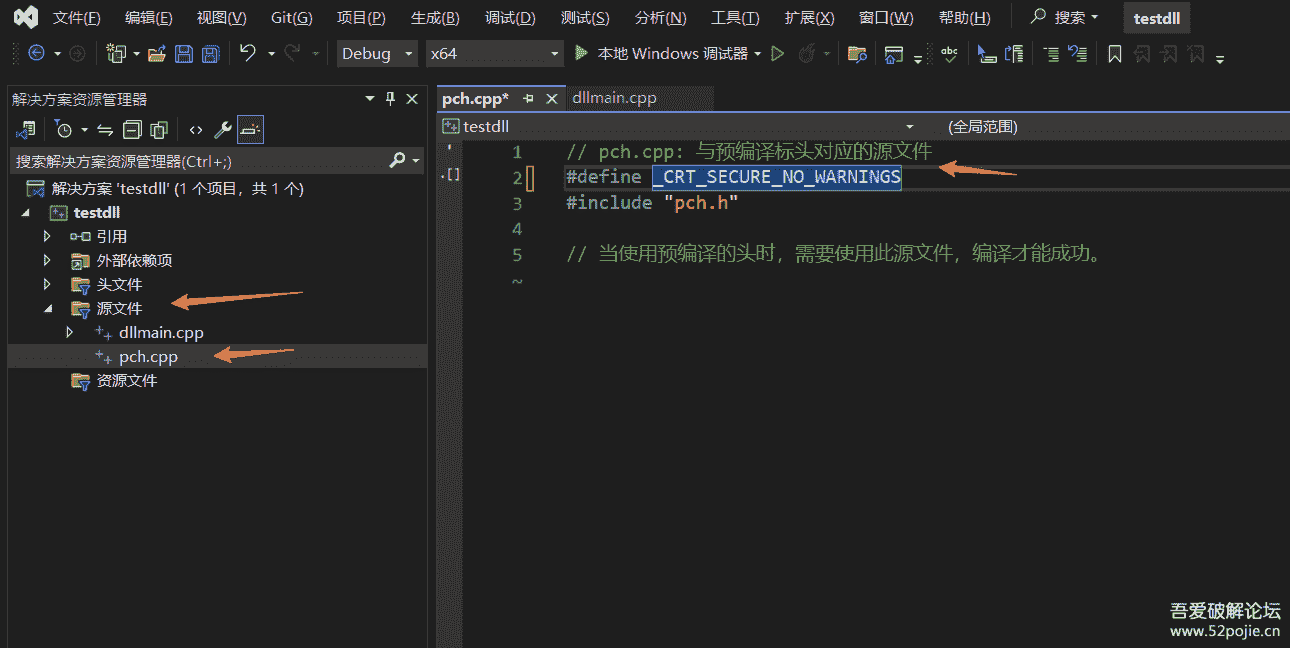 文件(F) 编辑(E) 视图(V) Git(G) 项目(P) 生成(B) 调试(D) 测试(S) 分析(N) 工具(T) 扩展(X) 窗口(W) 帮助(H) 搜索 testdll
Debug x64 本地 Windows 调试器 abc
解决方案资源管理器
搜索解决方案资源管理器(Ctrl+;)
解决方案 'testdll' (1 个项目，共 1 个)
testdll
引用
外部依赖项
头文件
源文件
dllmain.cpp
pch.cpp
资源文件
pch.cpp* dllmain.cpp
testdll (全局范围)
1 // pch.cpp: 与预编译标头对应的源文件
2 #define _CRT_SECURE_NO_WARNINGS
3 #include "pch.h"
4
5 // 当使用预编译的头时，需要使用此源文件，编译才能成功。
~
吾爱破解论坛
www.52pojie.cn